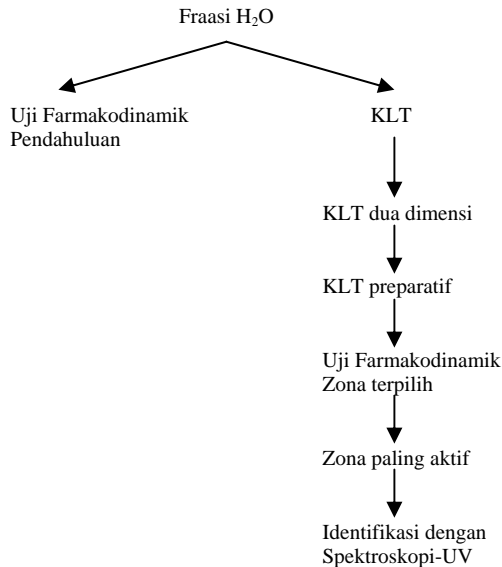 Fraasi H₂O
Uji Farmakodinamik
Pendahuluan
KLT
KLT dua dimensi
KLT preparatif
Uji Farmakodinamik
Zona terpilih
Zona paling aktif
Identifikasi dengan
Spektroskopi-UV